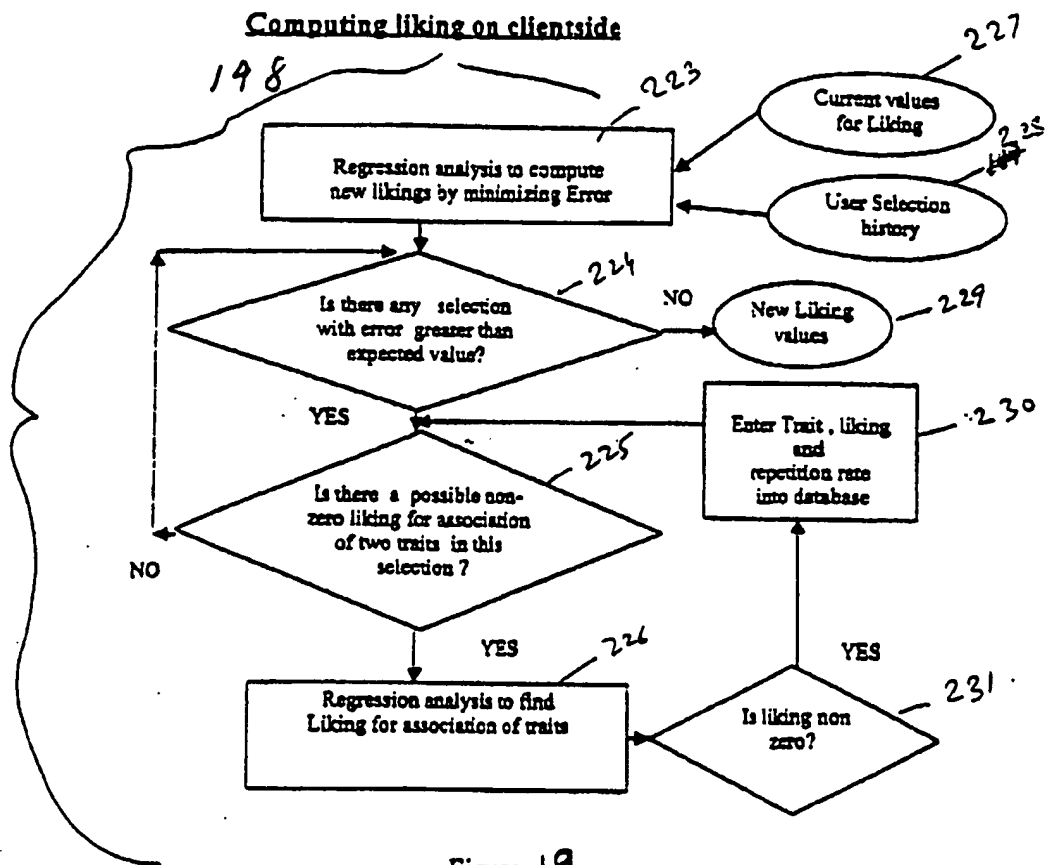 Computing liking on clientside
198
223
227
Current values
for Liking
Regression analysis to compute
new likings by minimizing Error
User Selection
history
224
Is there any selection
with error greater than
expected value?
NO
New Liking
values
229
YES
Enter Trait, liking
and
repetition rate
into database
230
225
Is there a possible non-
zero liking for association
of two traits in this
selection ?
NO
YES
226
YES
Regression analysis to find
Liking for association of traits
Is liking non
zero?
231
Figure 19